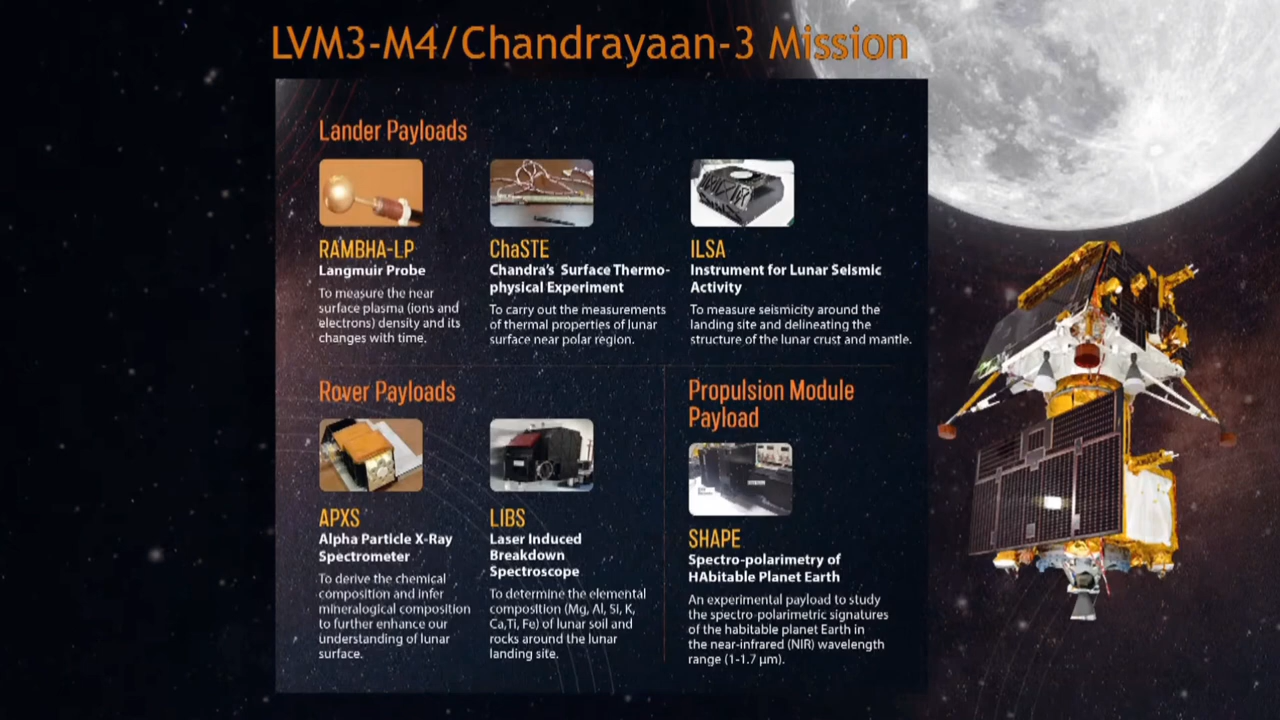 LVM3-M4/Chandrayaan-3 Mission
Lander Payloads
RAMBHA-LP
Langmuir Probe
To measure the near
surface plasma (ions and
electrons) density and its
changes with time.
ChaSTE
Chandra's Surface Thermo-
physical Experiment
To carry out the measurements
of thermal properties of lunar
surface near polar region.
ILSA
Instrument for Lunar Seismic
Activity
To measure seismicity around the
landing site and delineating the
structure of the lunar crust and mantle.
Rover Payloads
APXS
Alpha Particle X-Ray
Spectrometer
To derive the chemical
composition and infer
mineralogical composition
to further enhance our
understanding of lunar
surface.
LIBS
Laser Induced
Breakdown
Spectroscope
To determine the elemental
composition (Mg, Al, Si, K,
Ca,Ti, Fe) of lunar soil and
rocks around the lunar
landing site.
Propulsion Module
Payload
SHAPE
Spectro-polarimetry of
HAbitable Planet Earth
An experimental payload to study
the spectro-polarimetric signatures
of the habitable planet Earth in
the near-infrared (NIR) wavelength
range (1-1.7 μm).